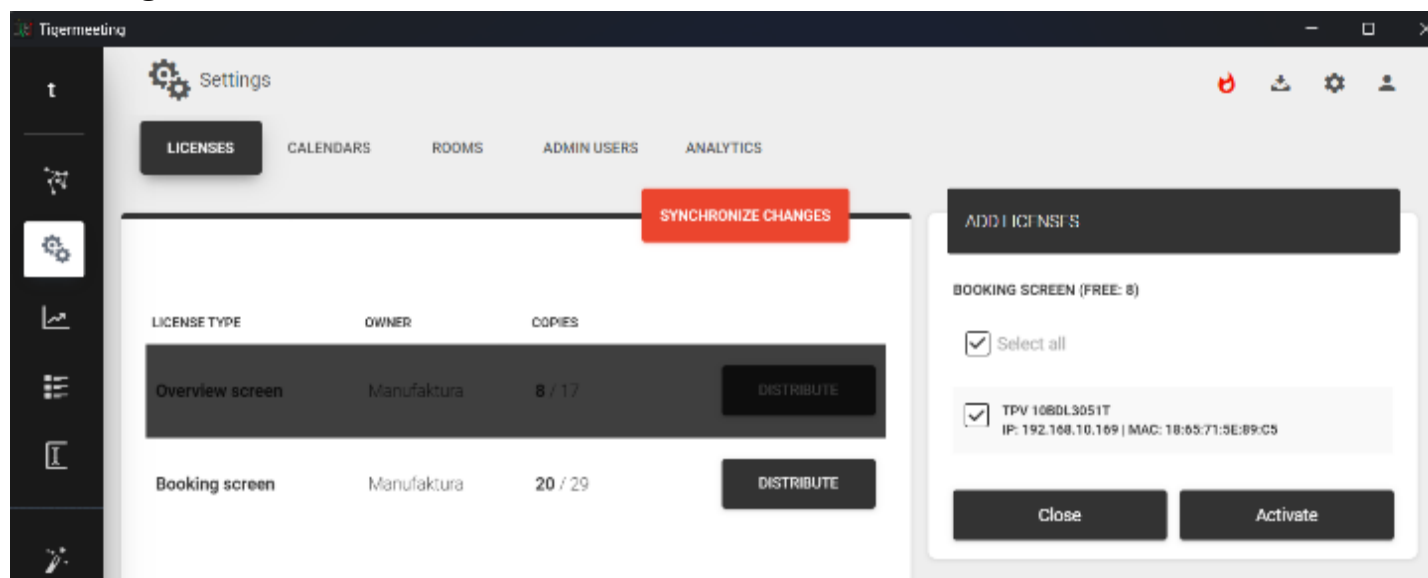 Tigermeeting
t
Settings
LICENSES CALENDARS ROOMS ADMIN USERS ANALYTICS
SYNCHRONIZE CHANGES
LICENSE TYPE OWNER COPIES
Overview screen Manufaktura 8 / 17 DISTRIBUTE
Booking screen Manufaktura 20 / 29 DISTRIBUTE
ADD LICENSES
BOOKING SCREEN (FREE: 8)
Select all
TPV 10BDL3051T
IP: 192.168.10.169 | MAC: 18:65:71:5E:89:C5
Close Activate